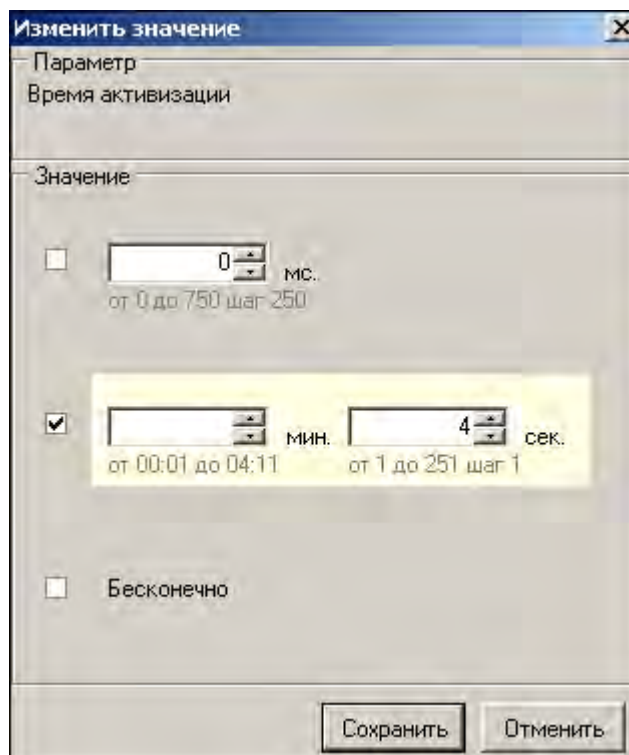 Изменить значение
Параметр
Время активизации
Значение
0 мс.
от 0 до 750 шаг 250
мин. 4 сек.
от 00:01 до 04:11 от 1 до 251 шаг 1
Бесконечно
Сохранить Отменить